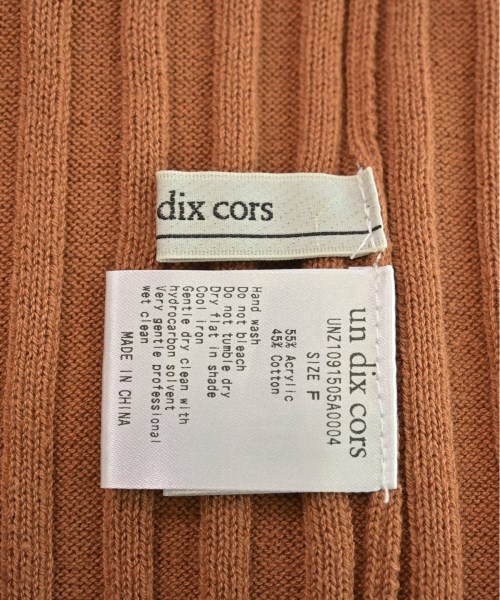 dix cors
un dix cors
UNZ1091505A0004
SIZE F
55% Acrylic
45% Cotton
Hand wash
Do not bleach
Do not tumble dry
Dry flat in shade
Cool iron
Gentle dry clean with
hydrocarbon solvent
Very gentle professional
wet clean
MADE IN CHINA